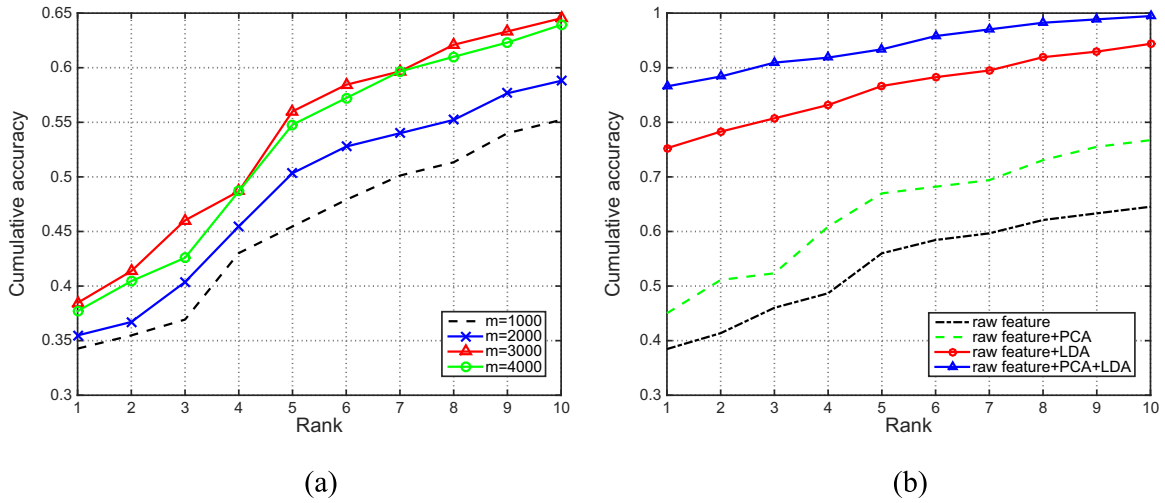 0.65
0.6
0.55
0.5
0.45
0.4
0.35
0.3
Cumulative accuracy
1 2 3 4 5 6 7 8 9 10
Rank
m=1000
m=2000
m=3000
m=4000
(a)
1
0.9
0.8
0.7
0.6
0.5
0.4
0.3
Cumulative accuracy
1 2 3 4 5 6 7 8 9 10
Rank
raw feature
raw feature+PCA
raw feature+LDA
raw feature+PCA+LDA
(b)